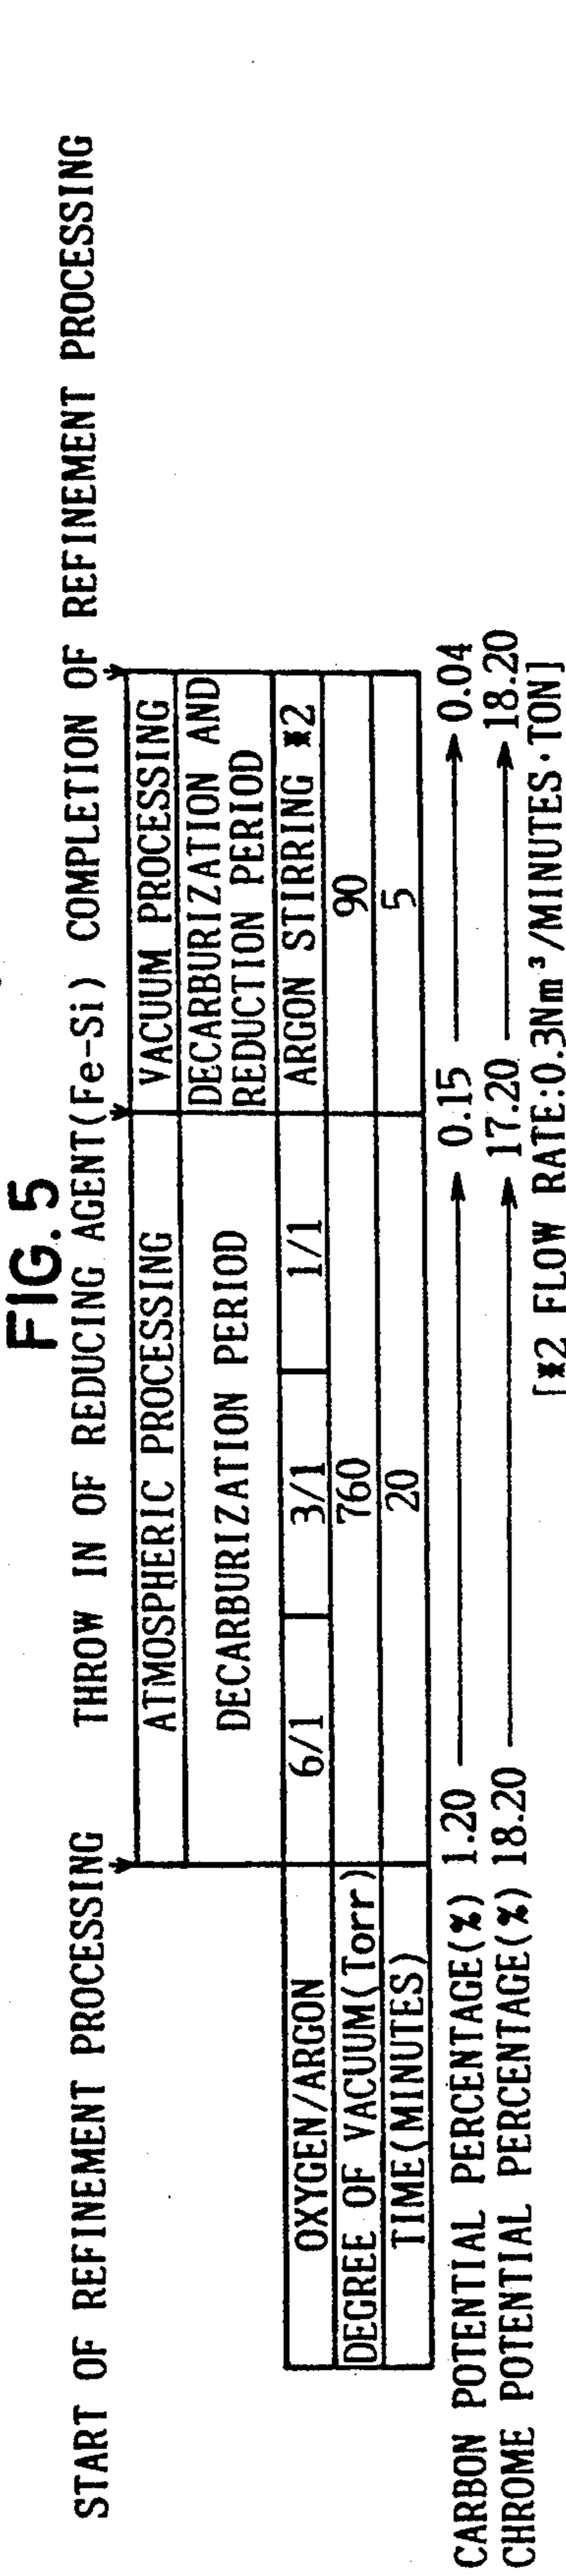 FIG. 5
START OF REFINEMENT PROCESSING THROW IN OF REDUCING AGENT(Fe-Si) COMPLETION OF REFINEMENT PROCESSING
ATMOSPHERIC PROCESSING VACUUM PROCESSING
DECARBURIZATION PERIOD DECARBURIZATION AND
REDUCTION PERIOD
OXYGEN/ARGON 6/1 3/1 1/1 ARGON STIRRING *2
DEGREE OF VACUUM(Torr) 760 90
TIME(MINUTES) 20 5
CARBON POTENTIAL PERCENTAGE(%) 1.20 → 0.15 → 0.04
CHROME POTENTIAL PERCENTAGE(%) 18.20 → 17.20 → 18.20
[*2 FLOW RATE:0.3Nm³/MINUTES·TON]